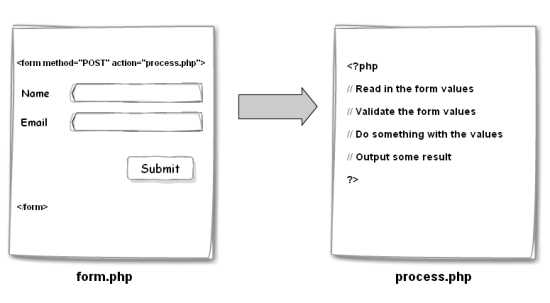 <form method="POST" action="process.php">
Name
Email
Submit
</form>
form.php
<?php
// Read in the form values
// Validate the form values
// Do something with the values
// Output some result
?>
process.php